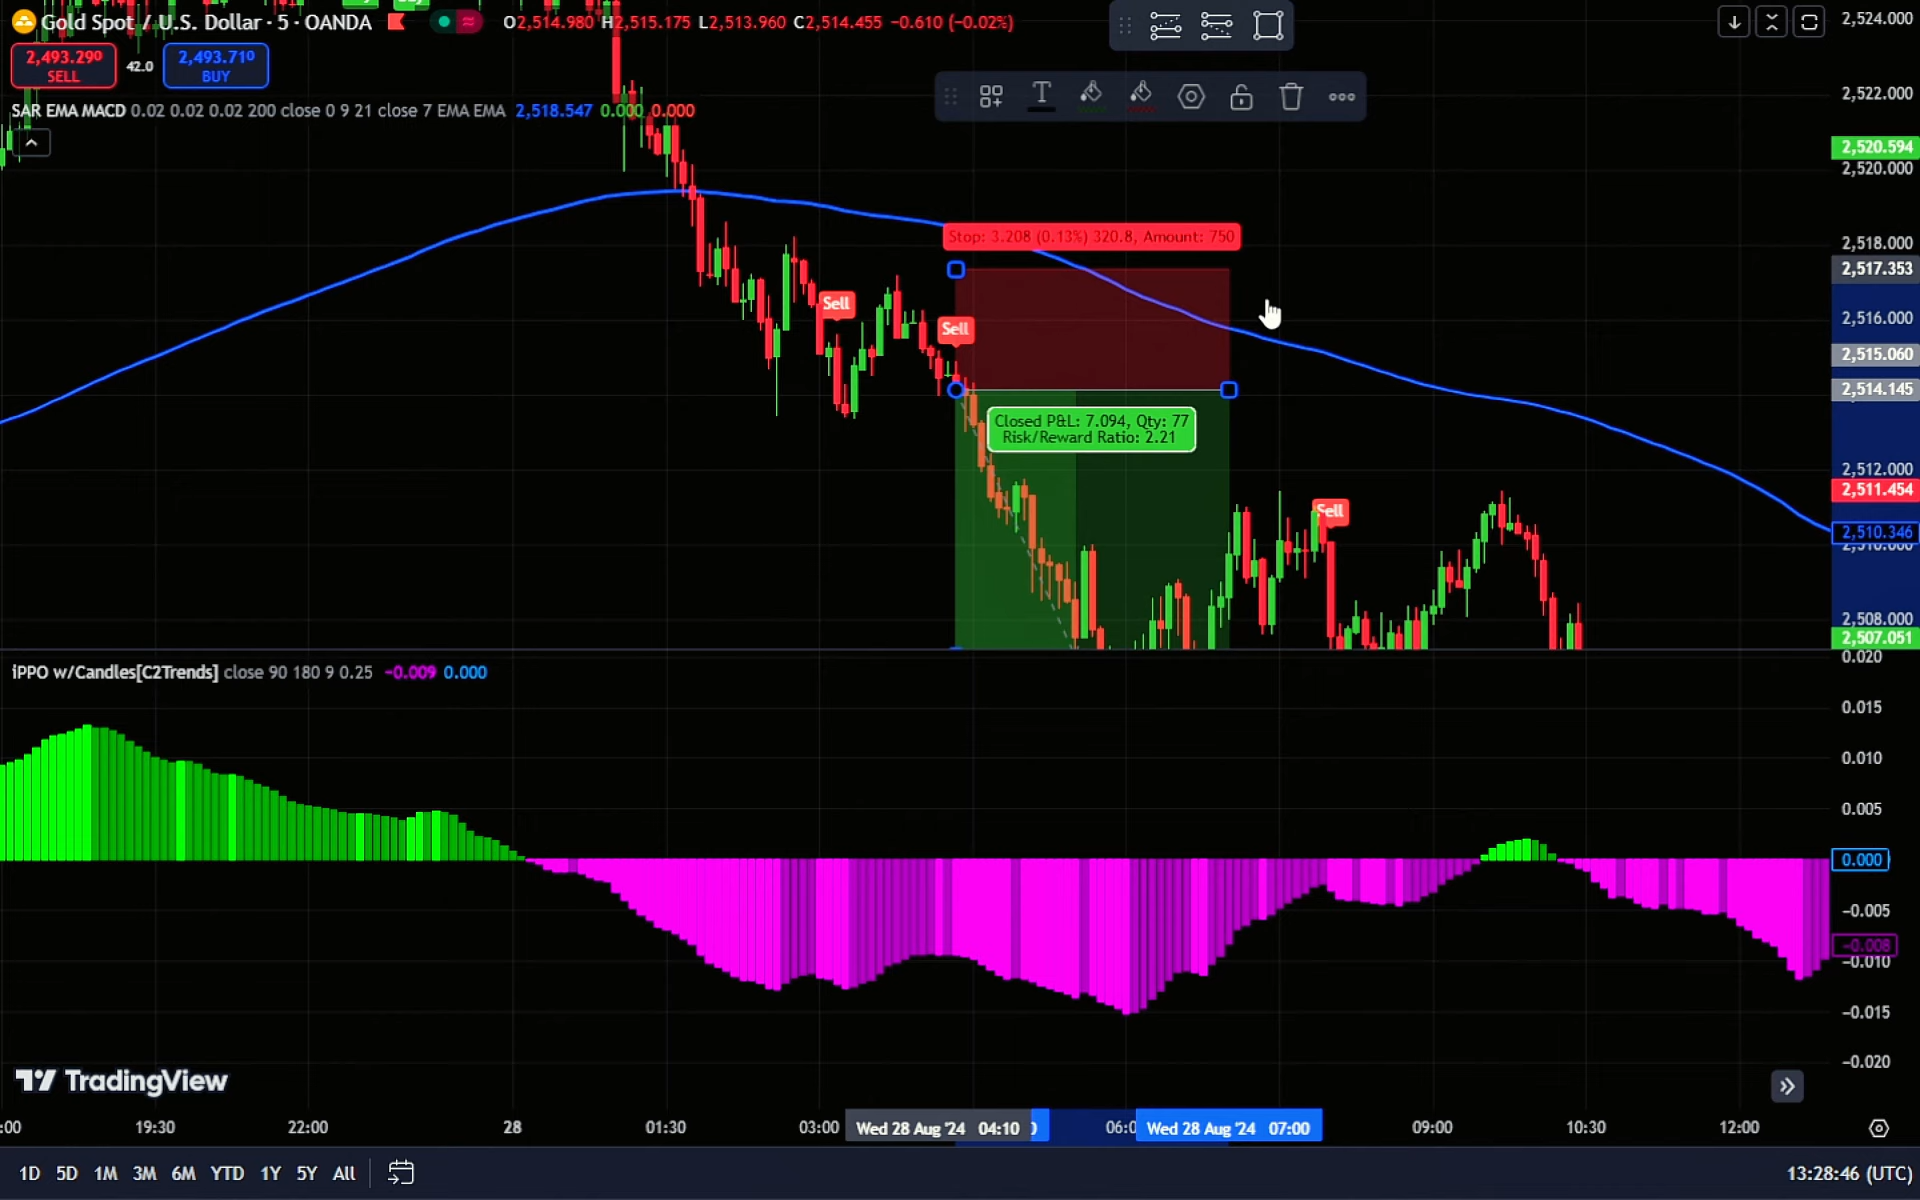 Gold Spot / U.S. Dollar · 5 · OANDA
O2,514.980 H2,515.175 L2,513.960 C2,514.455 −0.610 (−0.02%)
2,493.290 SELL
42.0
2,493.710 BUY
SAR EMA MACD 0.02 0.02 0.02 200 close 0 9 21 close 7 EMA EMA 2,518.547 0.000 0.000
T
2,524.000
2,522.000
2,520.594
2,520.000
2,518.000
2,517.353
2,516.000
2,515.060
2,514.145
2,512.000
2,511.454
2,510.346
2,510.000
2,508.000
2,507.051
Stop: 3.208 (0.13%) 320.8, Amount: 750
Sell
Sell
Closed P&L: 7.094, Qty: 77
Risk/Reward Ratio: 2.21
Sell
iPPO w/Candles[C2Trends] close 90 180 9 0.25 −0.009 0.000
0.020
0.015
0.010
0.005
0.000
−0.005
−0.008
−0.010
−0.015
−0.020
TradingView
:00 19:30 22:00 28 01:30 03:00 Wed 28 Aug '24 04:10 06:0 Wed 28 Aug '24 07:00 09:00 10:30 12:00
1D 5D 1M 3M 6M YTD 1Y 5Y All
13:28:46 (UTC)